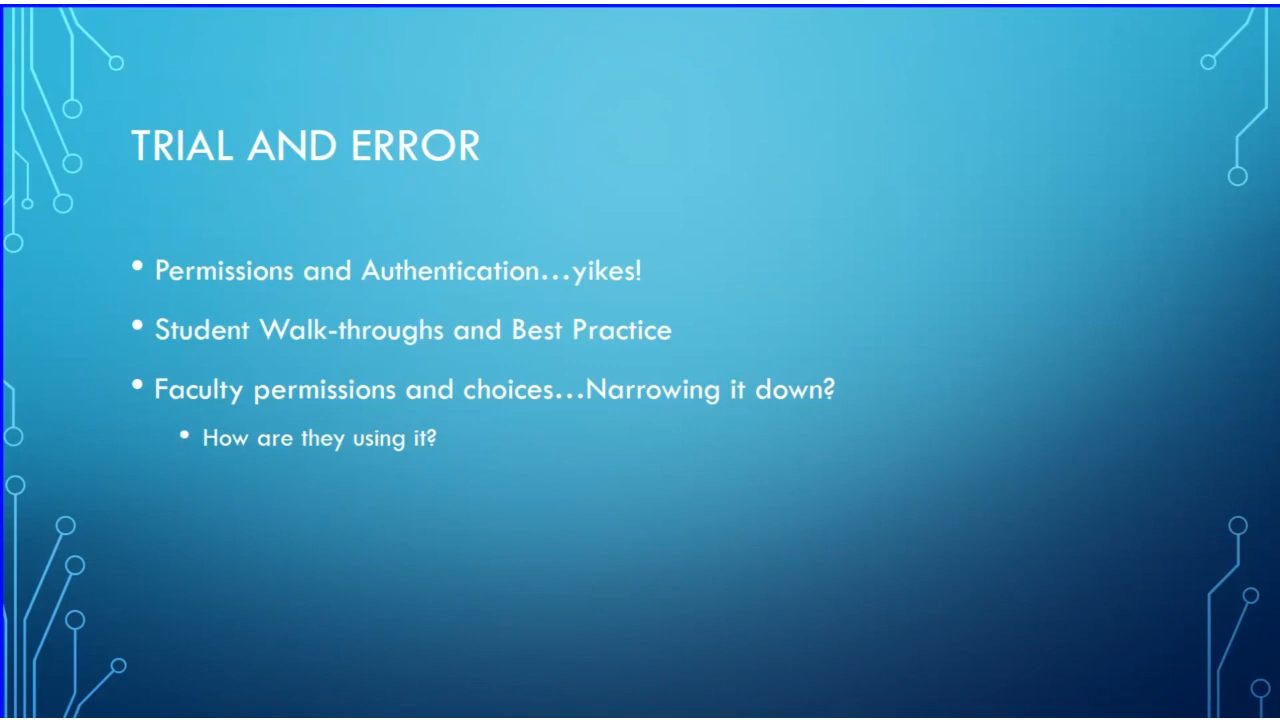 TRIAL AND ERROR
• Permissions and Authentication...yikes!
• Student Walk-throughs and Best Practice
• Faculty permissions and choices...Narrowing it down?
• How are they using it?